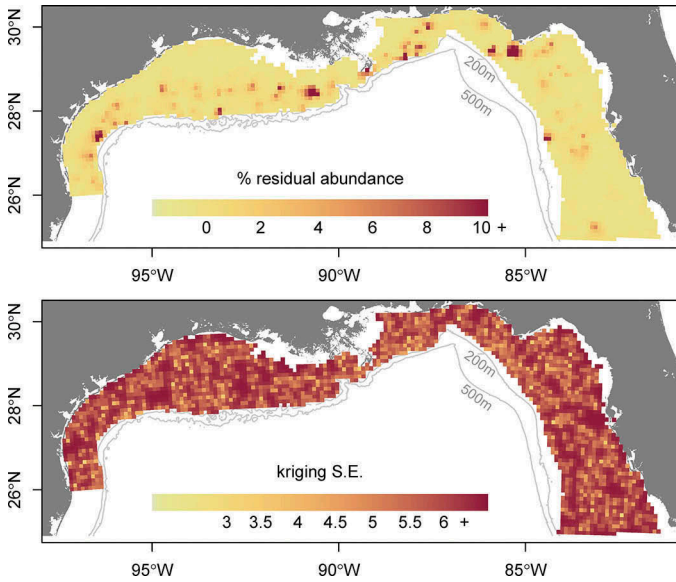 30°N
28°N
26°N
200m
500m
% residual abundance
0 2 4 6 8 10 +
95°W 90°W 85°W
30°N
28°N
26°N
200m
500m
kriging S.E.
3 3.5 4 4.5 5 5.5 6 +
95°W 90°W 85°W